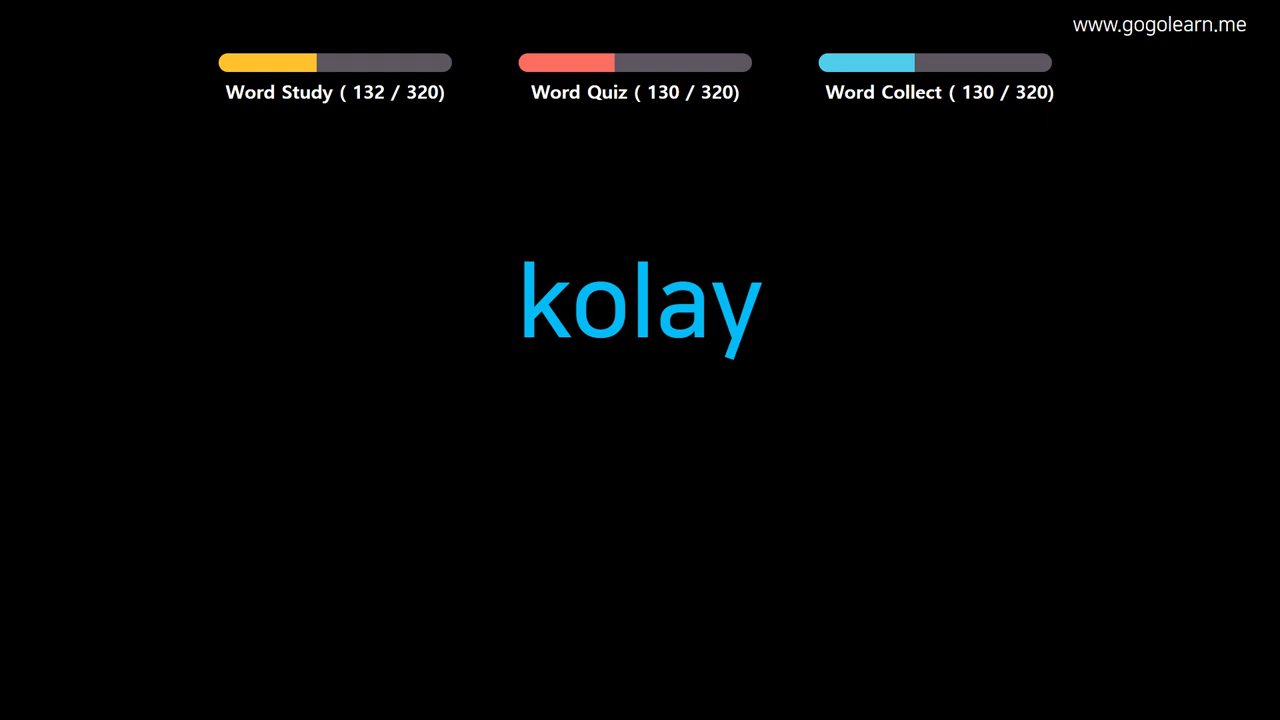 www.gogolearn.me
Word Study ( 132 / 320)
Word Quiz ( 130 / 320)
Word Collect ( 130 / 320)
kolay